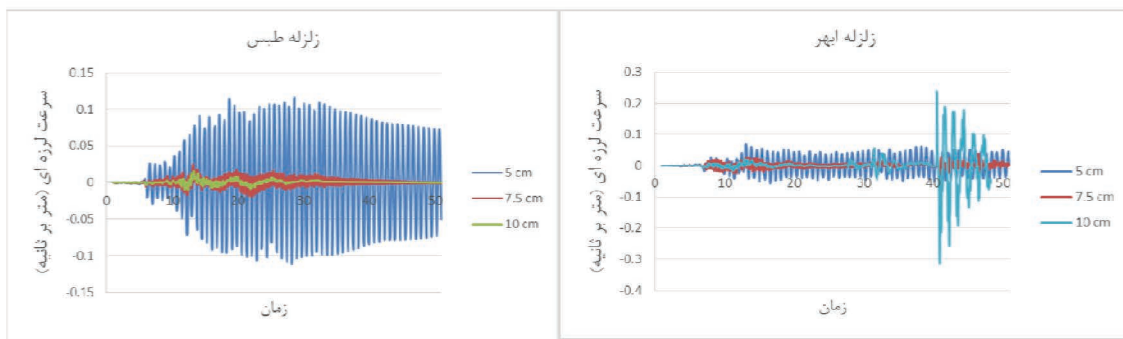 زلزله طبس
سرعت لرزه ای (متر بر ثانیه)
0.15
0.1
0.05
0
-0.05
-0.1
-0.15
0 10 20 30 40 50
زمان
5 cm
7.5 cm
10 cm
زلزله ابهر
سرعت لرزه ای (متر بر ثانیه)
0.3
0.2
0.1
0
-0.1
-0.2
-0.3
-0.4
0 10 20 30 40 50
زمان
5 cm
7.5 cm
10 cm